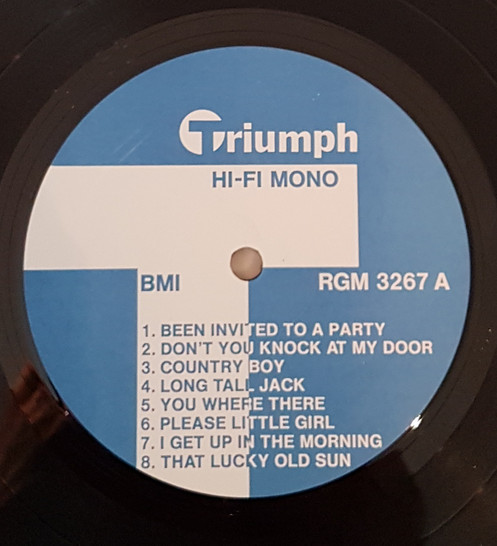 Triumph
HI-FI MONO
BMI RGM 3267 A
1. BEEN INVITED TO A PARTY
2. DON'T YOU KNOCK AT MY DOOR
3. COUNTRY BOY
4. LONG TALL JACK
5. YOU WHERE THERE
6. PLEASE LITTLE GIRL
7. I GET UP IN THE MORNING
8. THAT LUCKY OLD SUN